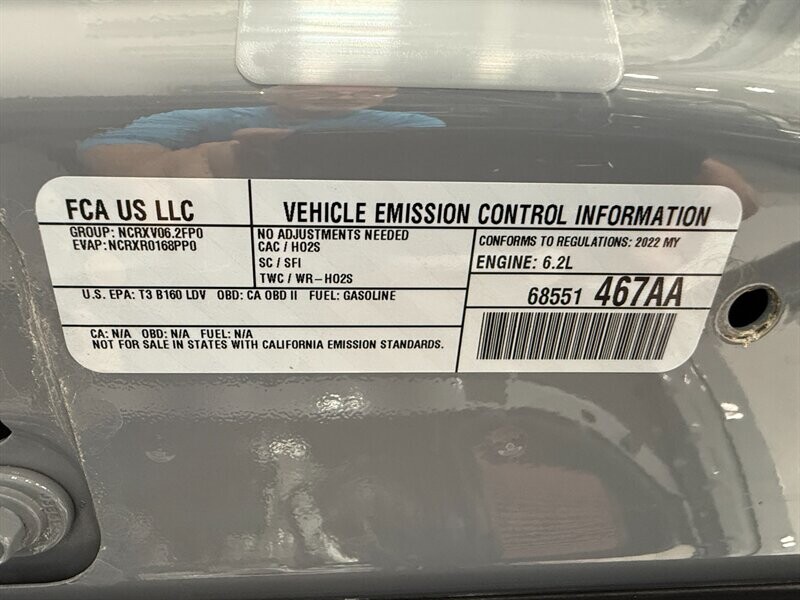 FCA US LLC
VEHICLE EMISSION CONTROL INFORMATION
GROUP: NCRXV06.2FP0
EVAP: NCRXR0168PP0
NO ADJUSTMENTS NEEDED
CAC / HO2S
SC / SFI
TWC / WR-HO2S
CONFORMS TO REGULATIONS: 2022 MY
ENGINE: 6.2L
U.S. EPA: T3 B160 LDV OBD: CA OBD II FUEL: GASOLINE
68551 467AA
CA: N/A OBD: N/A FUEL: N/A
NOT FOR SALE IN STATES WITH CALIFORNIA EMISSION STANDARDS.